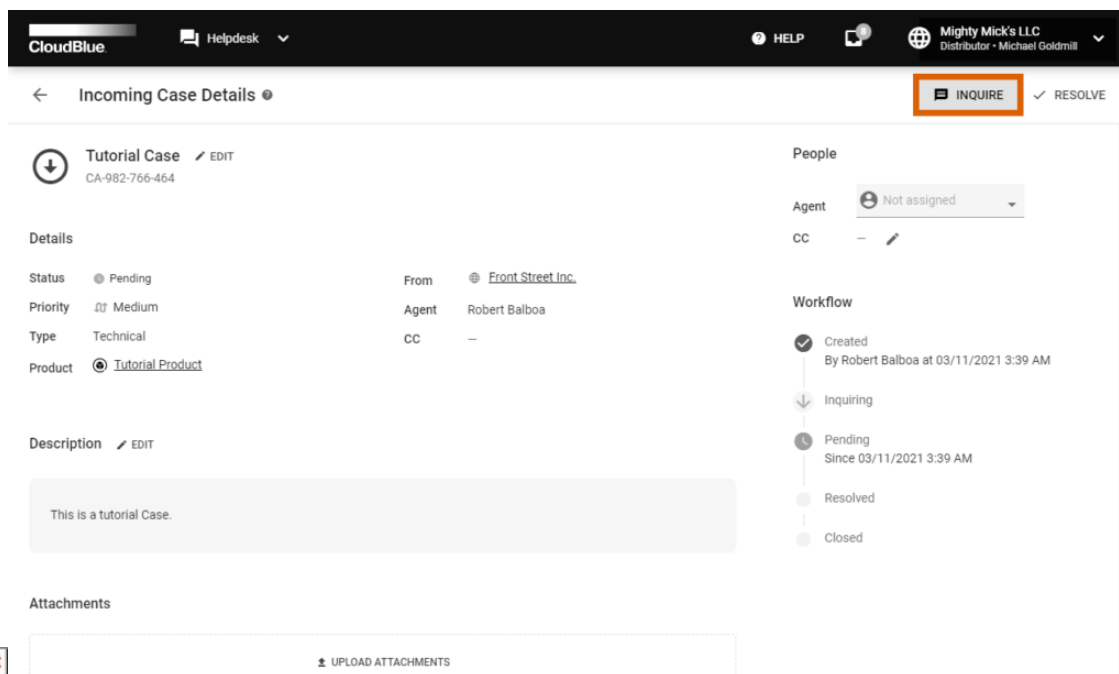 CloudBlue
Helpdesk
HELP
Mighty Mick's LLC
Distributor • Michael Goldmill
Incoming Case Details
INQUIRE
RESOLVE
Tutorial Case
EDIT
CA-982-766-464
Details
Status
Pending
Priority
Medium
Type
Technical
Product
Tutorial Product
From
Front Street Inc.
Agent
Robert Balboa
CC
–
Description
EDIT
This is a tutorial Case.
Attachments
UPLOAD ATTACHMENTS
People
Agent
Not assigned
CC
–
Workflow
Created
By Robert Balboa at 03/11/2021 3:39 AM
Inquiring
Pending
Since 03/11/2021 3:39 AM
Resolved
Closed